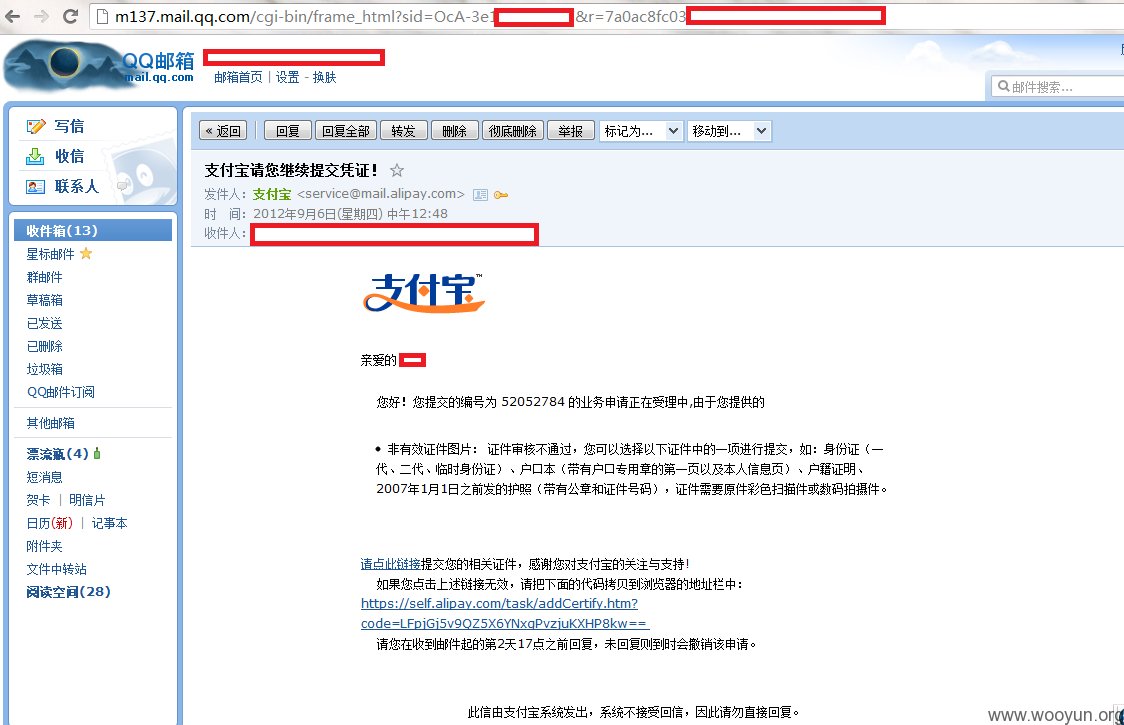 m137.mail.qq.com/cgi-bin/frame_html?sid=OcA-3e1 &r=7a0ac8fc03
QQ邮箱
mail.qq.com
邮箱首页 | 设置 - 换肤
邮件搜索...
写信
收信
联系人
« 返回 回复 回复全部 转发 删除 彻底删除 举报 标记为... 移动到...
支付宝请您继续提交凭证！
发件人：支付宝 <service@mail.alipay.com>
时 间：2012年9月6日(星期四) 中午12:48
收件人：
收件箱(13)
星标邮件
群邮件
草稿箱
已发送
已删除
垃圾箱
QQ邮件订阅
其他邮箱
漂流瓶(4)
短消息
贺卡 | 明信片
日历(新) | 记事本
附件夹
文件中转站
阅读空间(28)
支付宝™
亲爱的
您好！您提交的编号为 52052784 的业务申请正在受理中,由于您提供的
• 非有效证件图片： 证件审核不通过，您可以选择以下证件中的一项进行提交，如：身份证（一
代、二代、临时身份证）、户口本（带有户口专用章的第一页以及本人信息页）、户籍证明、
2007年1月1日之前发的护照（带有公章和证件号码），证件需要原件彩色扫描件或数码拍摄件。
请点此链接提交您的相关证件，感谢您对支付宝的关注与支持！
如果您点击上述链接无效，请把下面的代码拷贝到浏览器的地址栏中：
https://self.alipay.com/task/addCertify.htm?
code=LFpjGj5v9QZ5X6YNxqPvzjuKXHP8kw==
请您在收到邮件起的第2天17点之前回复，未回复则到时会撤销该申请。
此信由支付宝系统发出，系统不接受回信，因此请勿直接回复。
www.wooyun.org